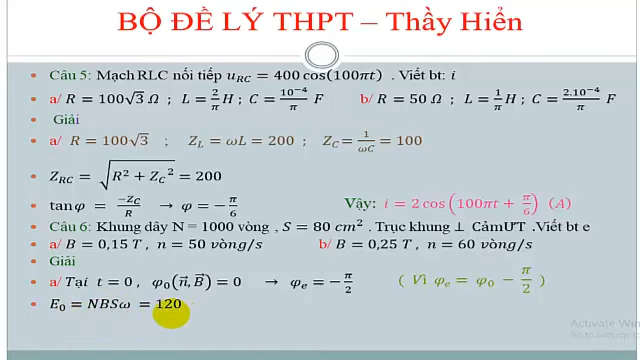 BỘ ĐỀ LÝ THPT – Thầy Hiển
• Câu 5: Mạch RLC nối tiếp u_RC = 400 cos(100πt) . Viết bt: i
• a/ R = 100√3 Ω ; L = 2/π H ; C = 10⁻⁴/π F b/ R = 50 Ω ; L = 1/π H ; C = 2.10⁻⁴/π F
• Giải
• a/ R = 100√3 ; Z_L = ωL = 200 ; Z_C = 1/ωC = 100
• Z_RC = √(R² + Z_C²) = 200
• tanφ = −Z_C/R → φ = −π/6 Vậy: i = 2 cos(100πt + π/6) (A)
• Câu 6: Khung dây N = 1000 vòng , S = 80 cm² . Trục khung ⊥ CảmƯT .Viết bt e
• a/ B = 0,15 T , n = 50 vòng/s b/ B = 0,25 T , n = 60 vòng/s
• Giải
• a/ Tại t = 0 , φ₀(n⃗, B⃗) = 0 → φₑ = −π/2 ( Vì φₑ = φ₀ − π/2 )
• E₀ = NBSω = 120
Activate Win